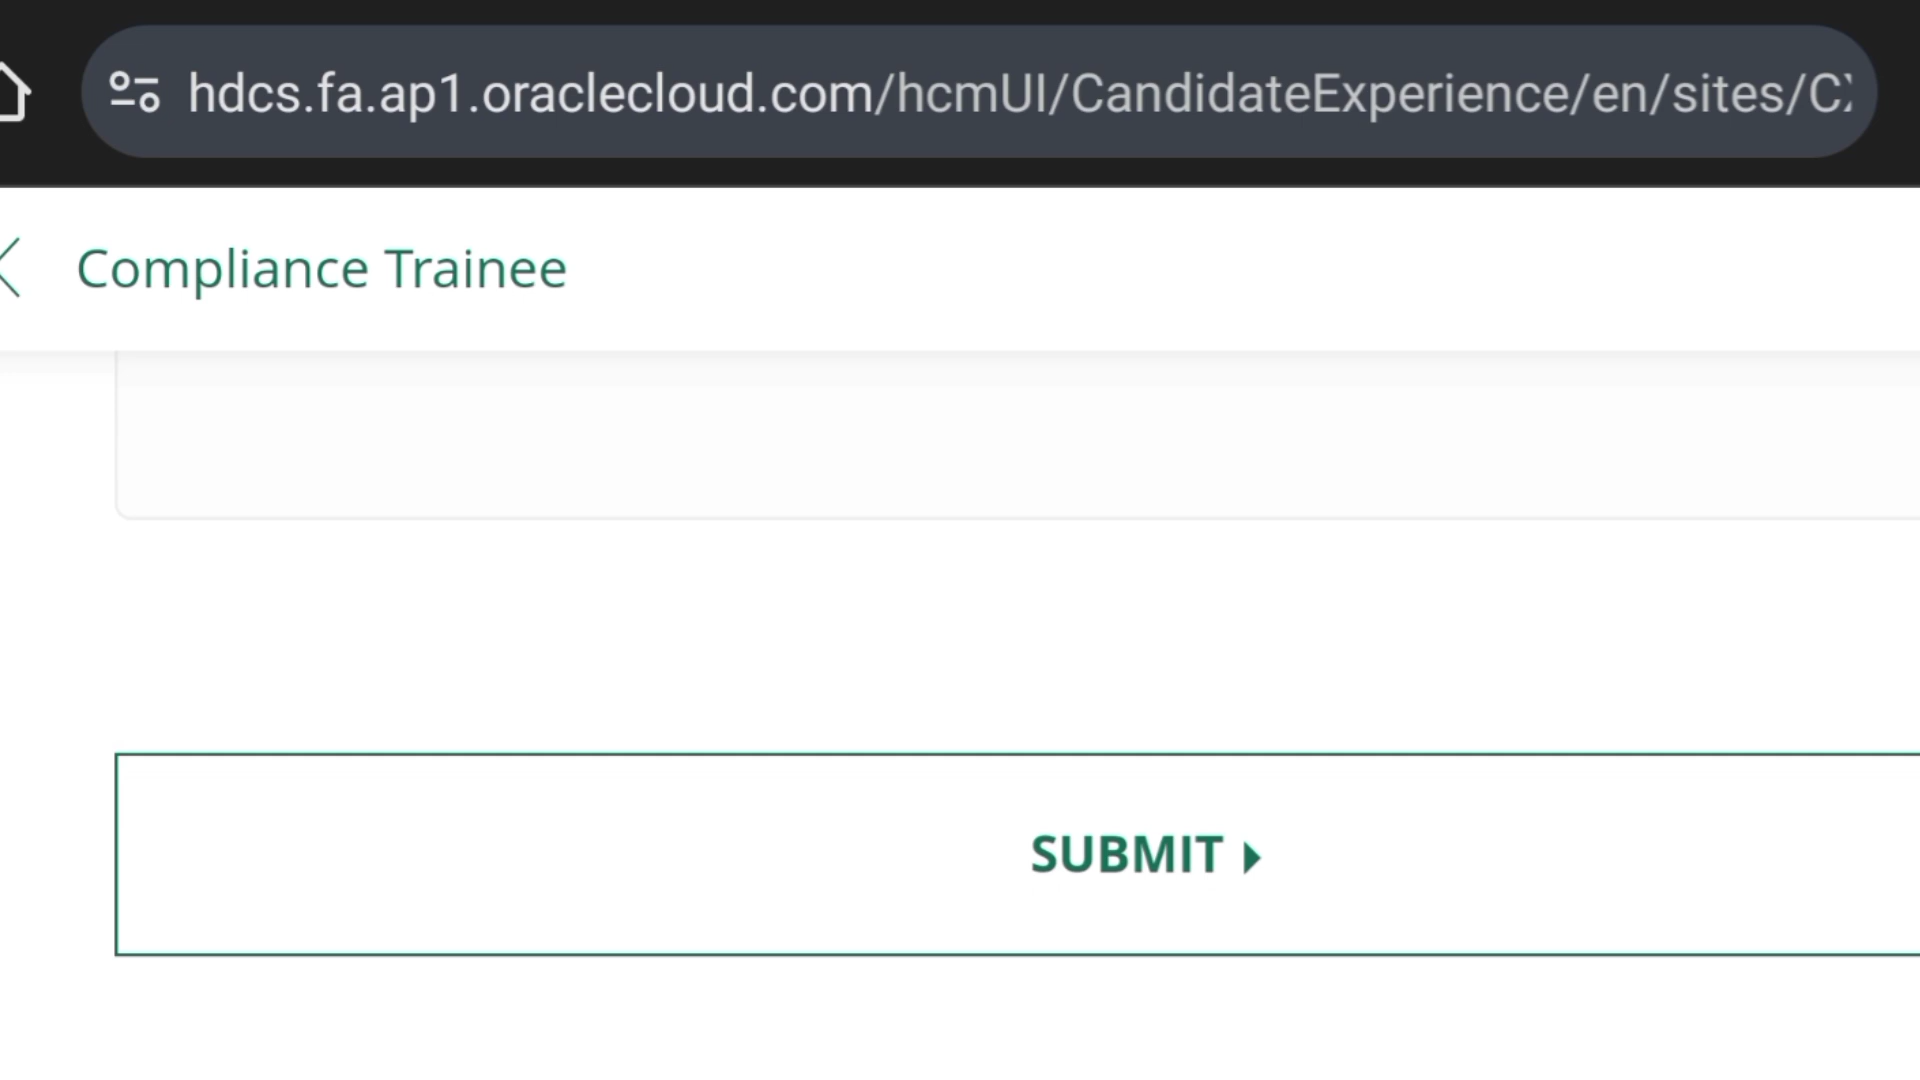 hdcs.fa.ap1.oraclecloud.com/hcmUI/CandidateExperience/en/sites/C
Compliance Trainee
SUBMIT